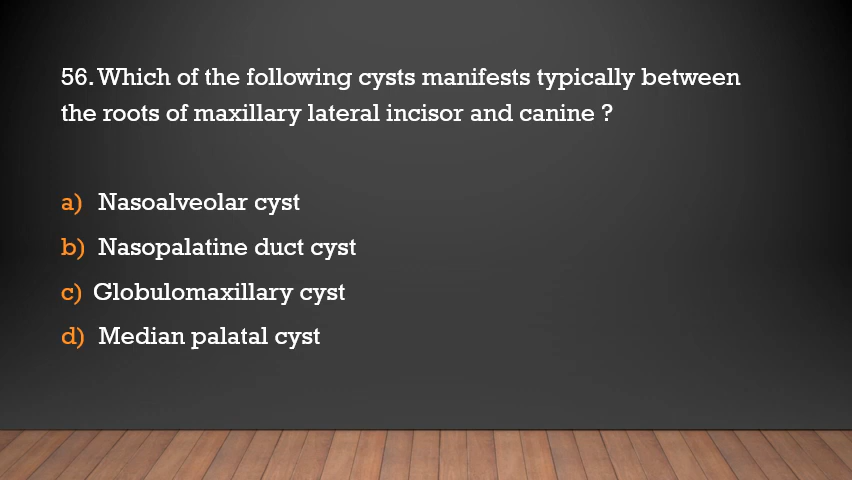 56. Which of the following cysts manifests typically between
the roots of maxillary lateral incisor and canine ?
a) Nasoalveolar cyst
b) Nasopalatine duct cyst
c) Globulomaxillary cyst
d) Median palatal cyst